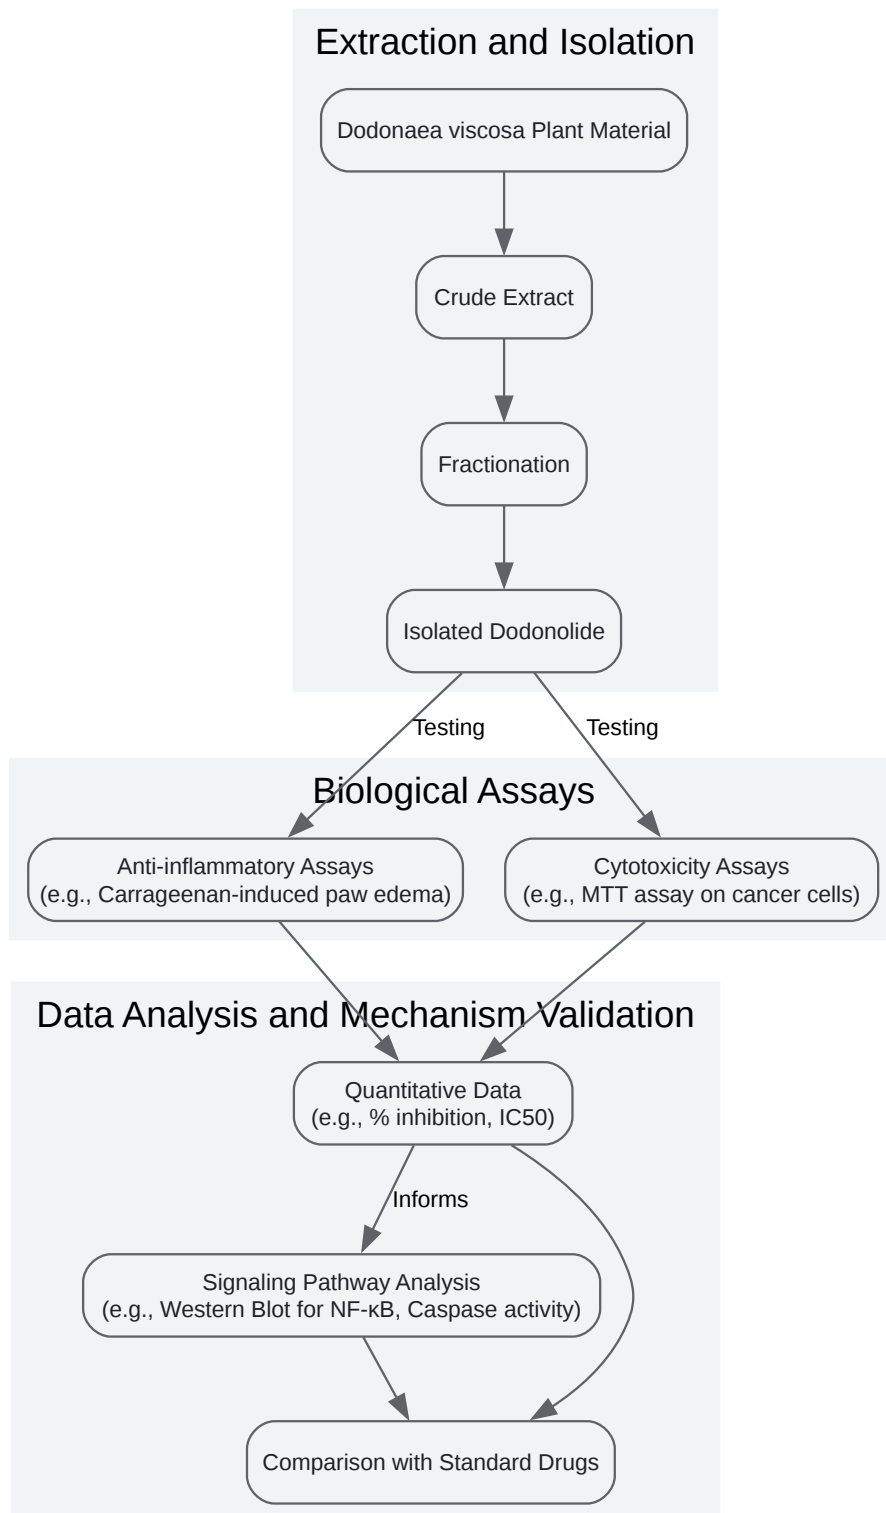 Extraction and Isolation
Dodonaea viscosa Plant Material
Crude Extract
Fractionation
Isolated Dodonolide
Testing
Testing
Biological Assays
Anti-inflammatory Assays
(e.g., Carrageenan-induced paw edema)
Cytotoxicity Assays
(e.g., MTT assay on cancer cells)
Data Analysis and Mechanism Validation
Quantitative Data
(e.g., % inhibition, IC50)
Informs
Signaling Pathway Analysis
(e.g., Western Blot for NF-κB, Caspase activity)
Comparison with Standard Drugs